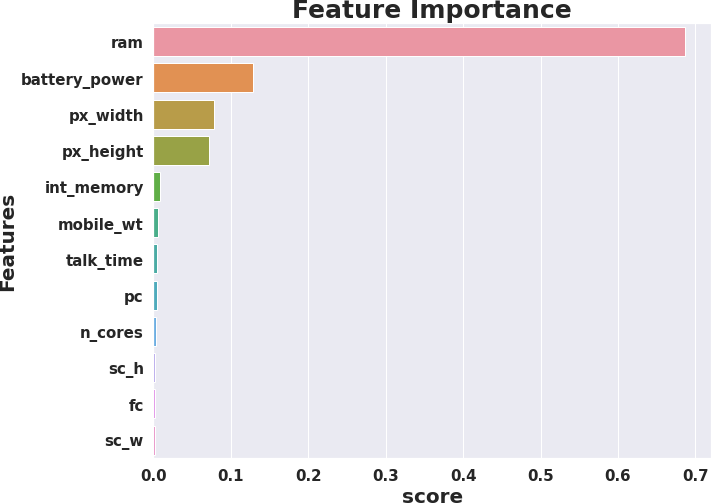 Feature Importance
ram
battery_power
px_width
px_height
int_memory
mobile_wt
talk_time
pc
n_cores
sc_h
fc
sc_w
Features
0.0 0.1 0.2 0.3 0.4 0.5 0.6 0.7
score